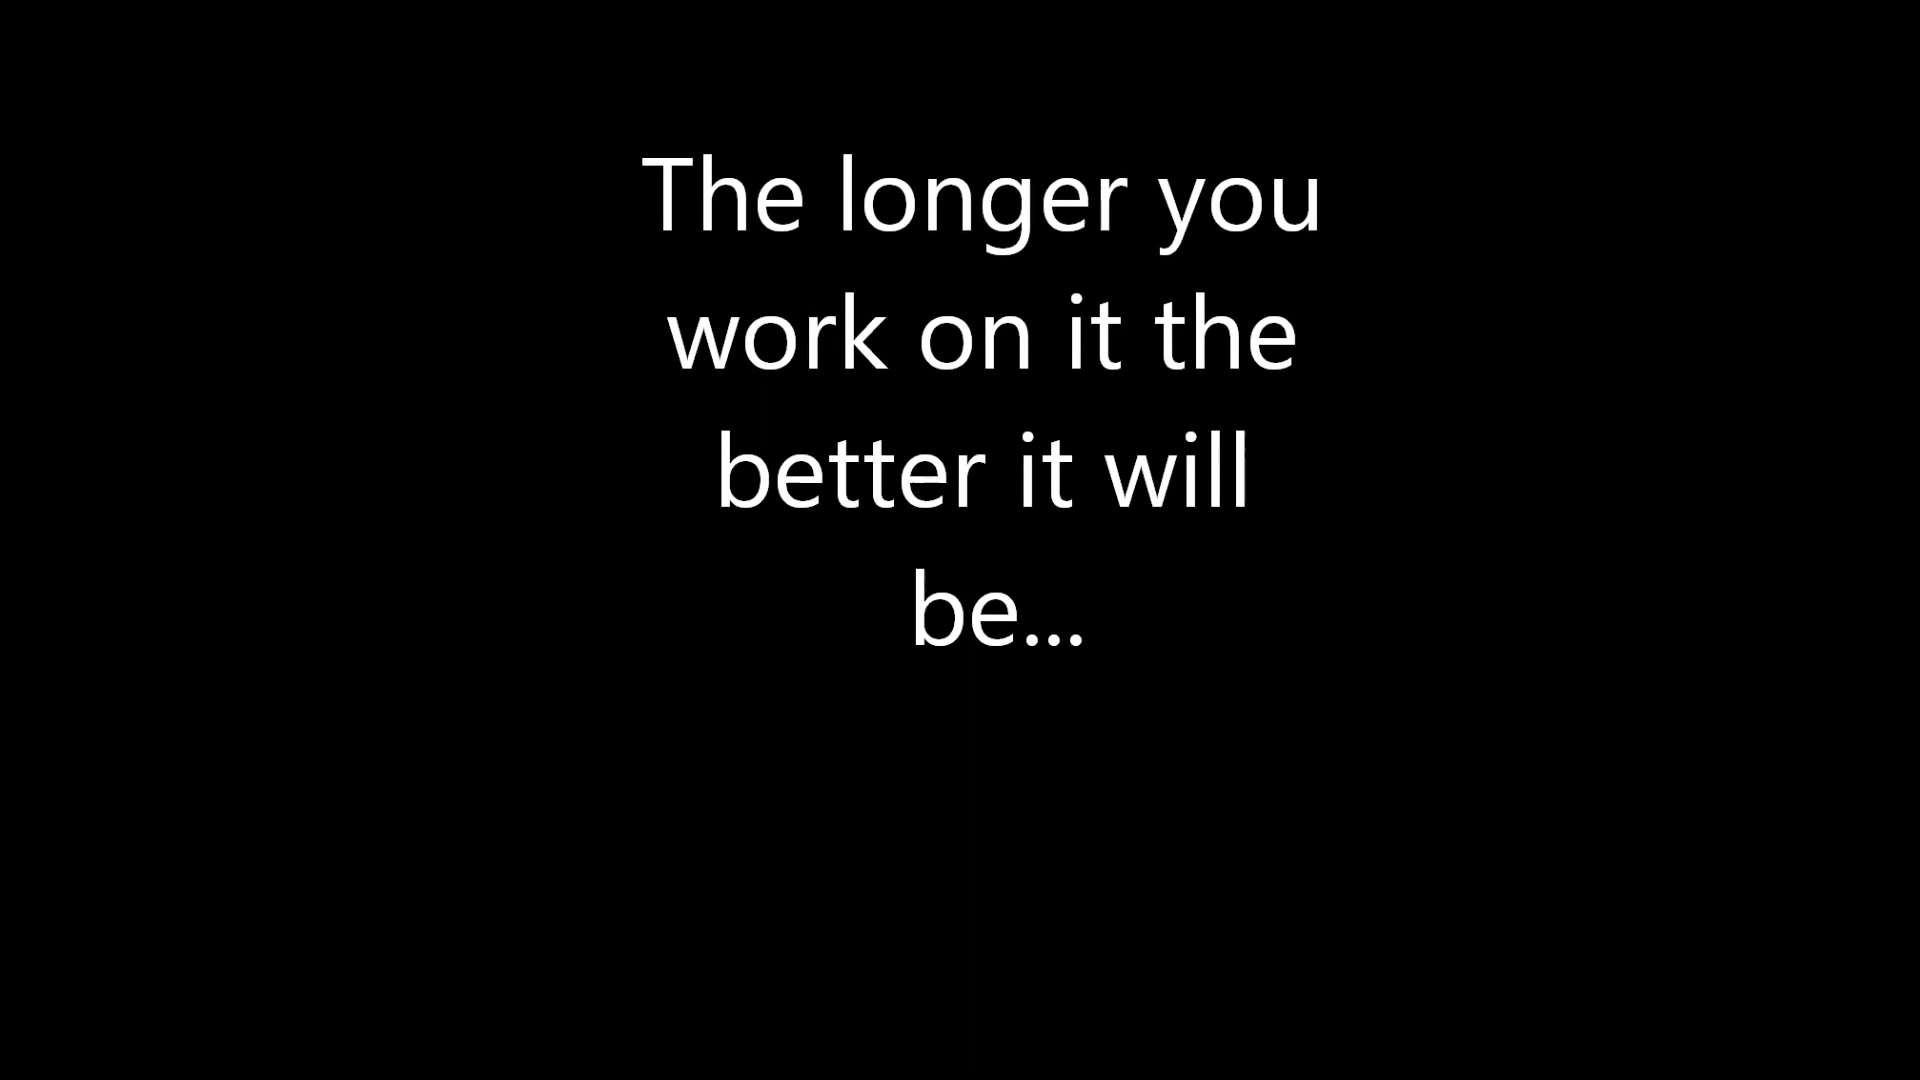 The longer you
work on it the
better it will
be...